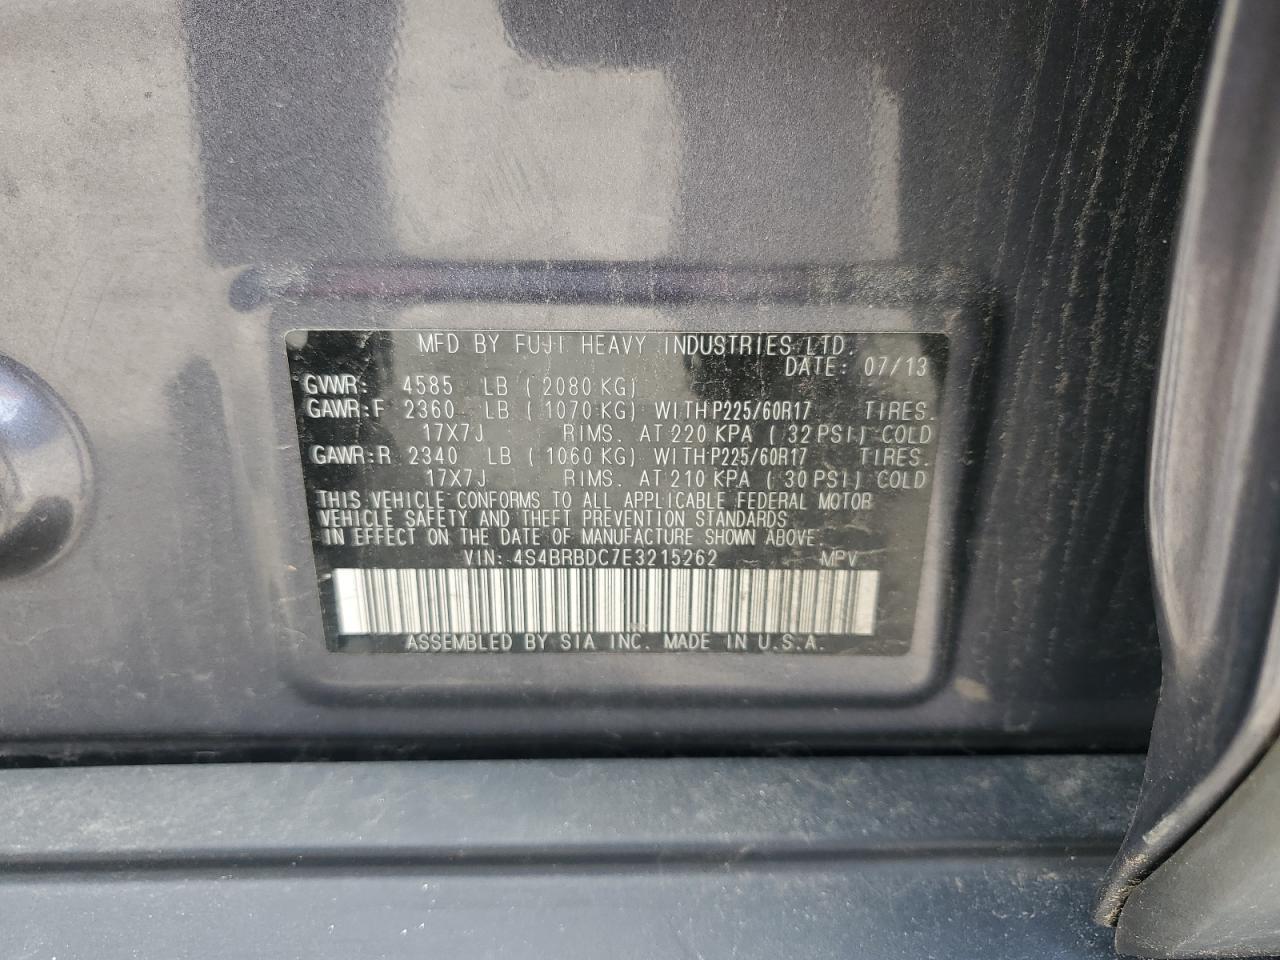 MFD BY FUJI HEAVY INDUSTRIES LTD.
DATE: 07/13
GVWR: 4585 LB (2080 KG)
GAWR:F 2360 LB (1070 KG) WITH P225/60R17 TIRES.
17X7J RIMS. AT 220 KPA (32 PSI) COLD
GAWR:R 2340 LB (1060 KG) WITH P225/60R17 TIRES.
17X7J RIMS. AT 210 KPA (30 PSI) COLD
THIS VEHICLE CONFORMS TO ALL APPLICABLE FEDERAL MOTOR
VEHICLE SAFETY AND THEFT PREVENTION STANDARDS
IN EFFECT ON THE DATE OF MANUFACTURE SHOWN ABOVE.
VIN: 4S4BRBDC7E3215262 MPV
ASSEMBLED BY SIA INC. MADE IN U.S.A.